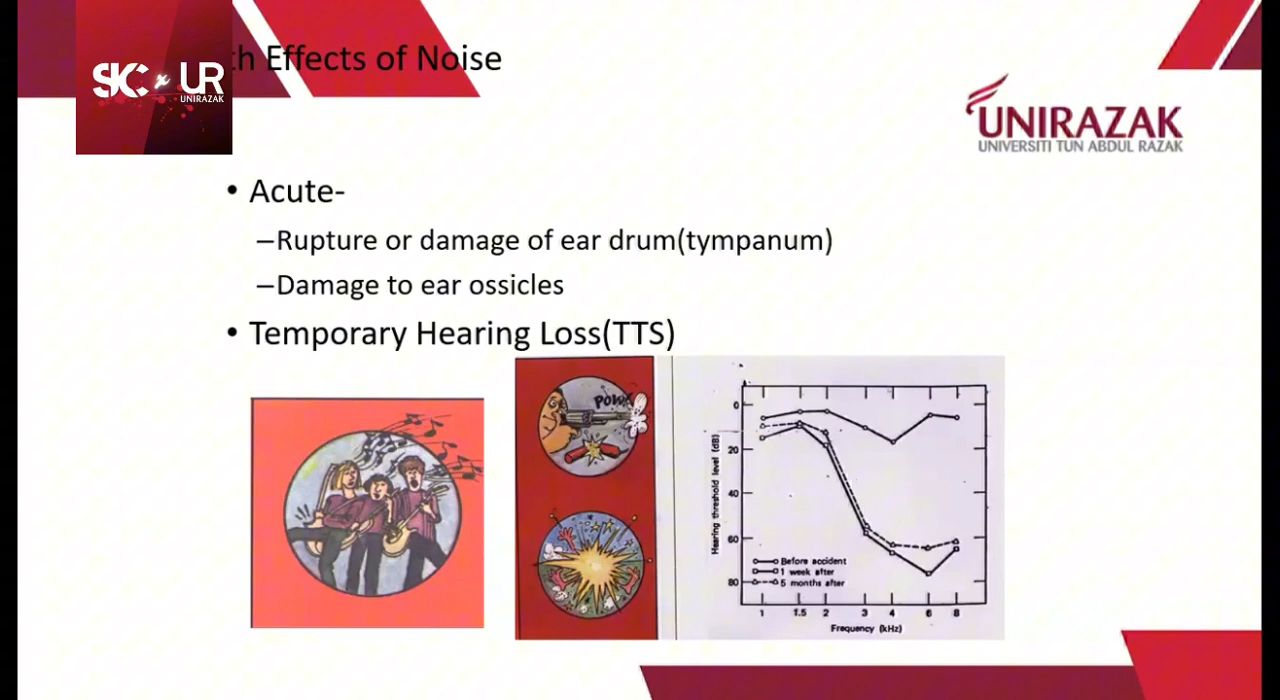 th Effects of Noise
SIC x UR
UNIRAZAK
UNIRAZAK
UNIVERSITI TUN ABDUL RAZAK
• Acute-
–Rupture or damage of ear drum(tympanum)
–Damage to ear ossicles
• Temporary Hearing Loss(TTS)
POW
Hearing threshold level (dB)
0
20
40
60
80
Before accident
1 week after
5 months after
1 1.5 2 3 4 6 8
Frequency (kHz)